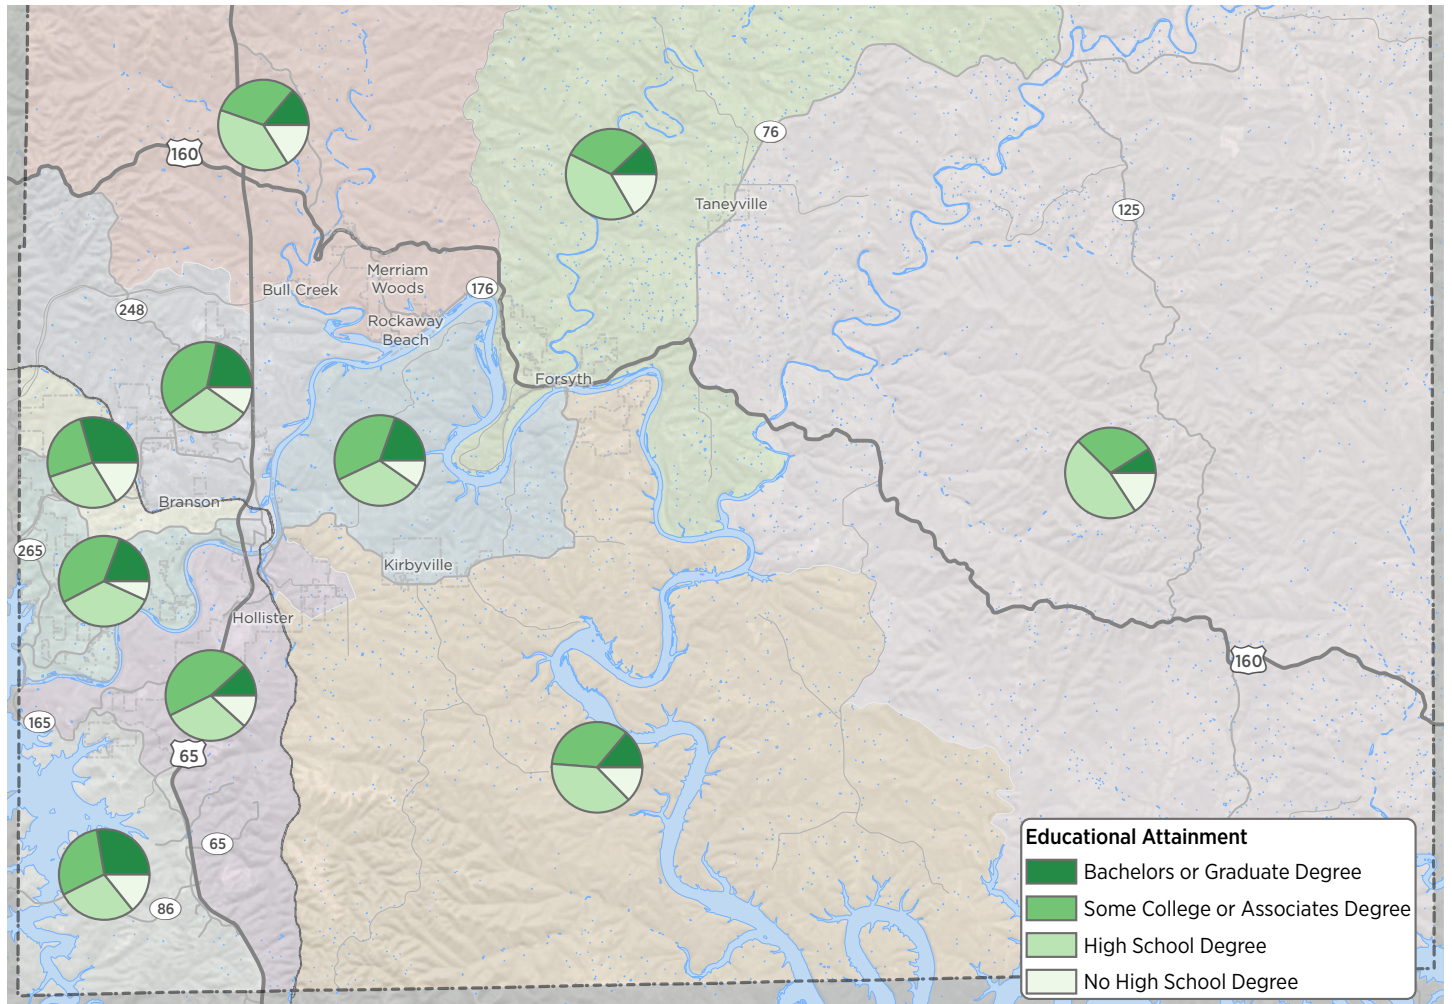 76
160
Taneyville
125
Merriam
Woods
Bull Creek
176
248
Rockaway
Beach
Forsyth
Branson
265
Kirbyville
Hollister
160
165
65
65
86
Educational Attainment
Bachelors or Graduate Degree
Some College or Associates Degree
High School Degree
No High School Degree